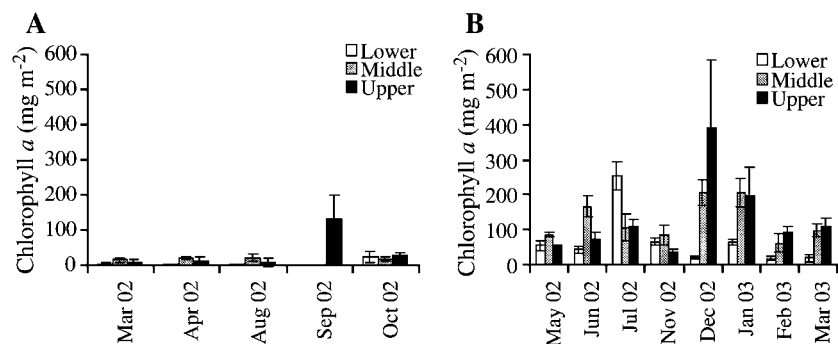 A
Chlorophyll a (mg m-2)
600
500
400
300
200
100
0
Lower
Middle
Upper
Mar 02
Apr 02
Aug 02
Sep 02
Oct 02
B
Chlorophyll a (mg m-2)
600
500
400
300
200
100
0
Lower
Middle
Upper
May 02
Jun 02
Jul 02
Nov 02
Dec 02
Jan 03
Feb 03
Mar 03